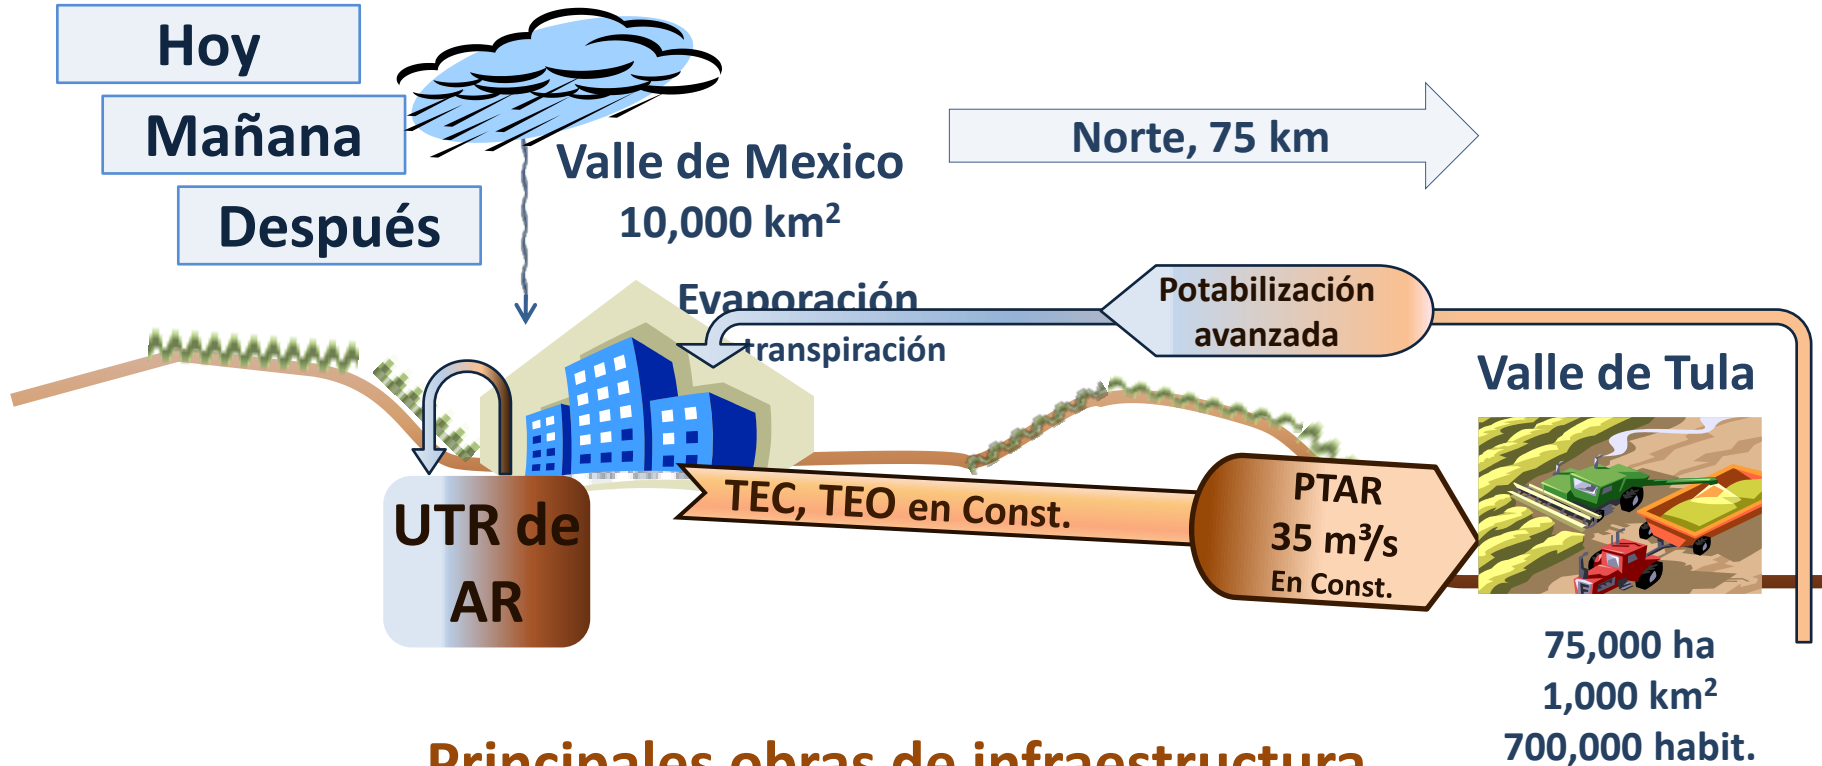 Hoy
Mañana
Después
Valle de Mexico
10,000 km²
Norte, 75 km
Evaporación
transpiración
Potabilización
avanzada
Valle de Tula
UTR de
AR
TEC, TEO en Const.
PTAR
35 m³/s
En Const.
75,000 ha
1,000 km²
700,000 habit.
Principales obras de infraestructura